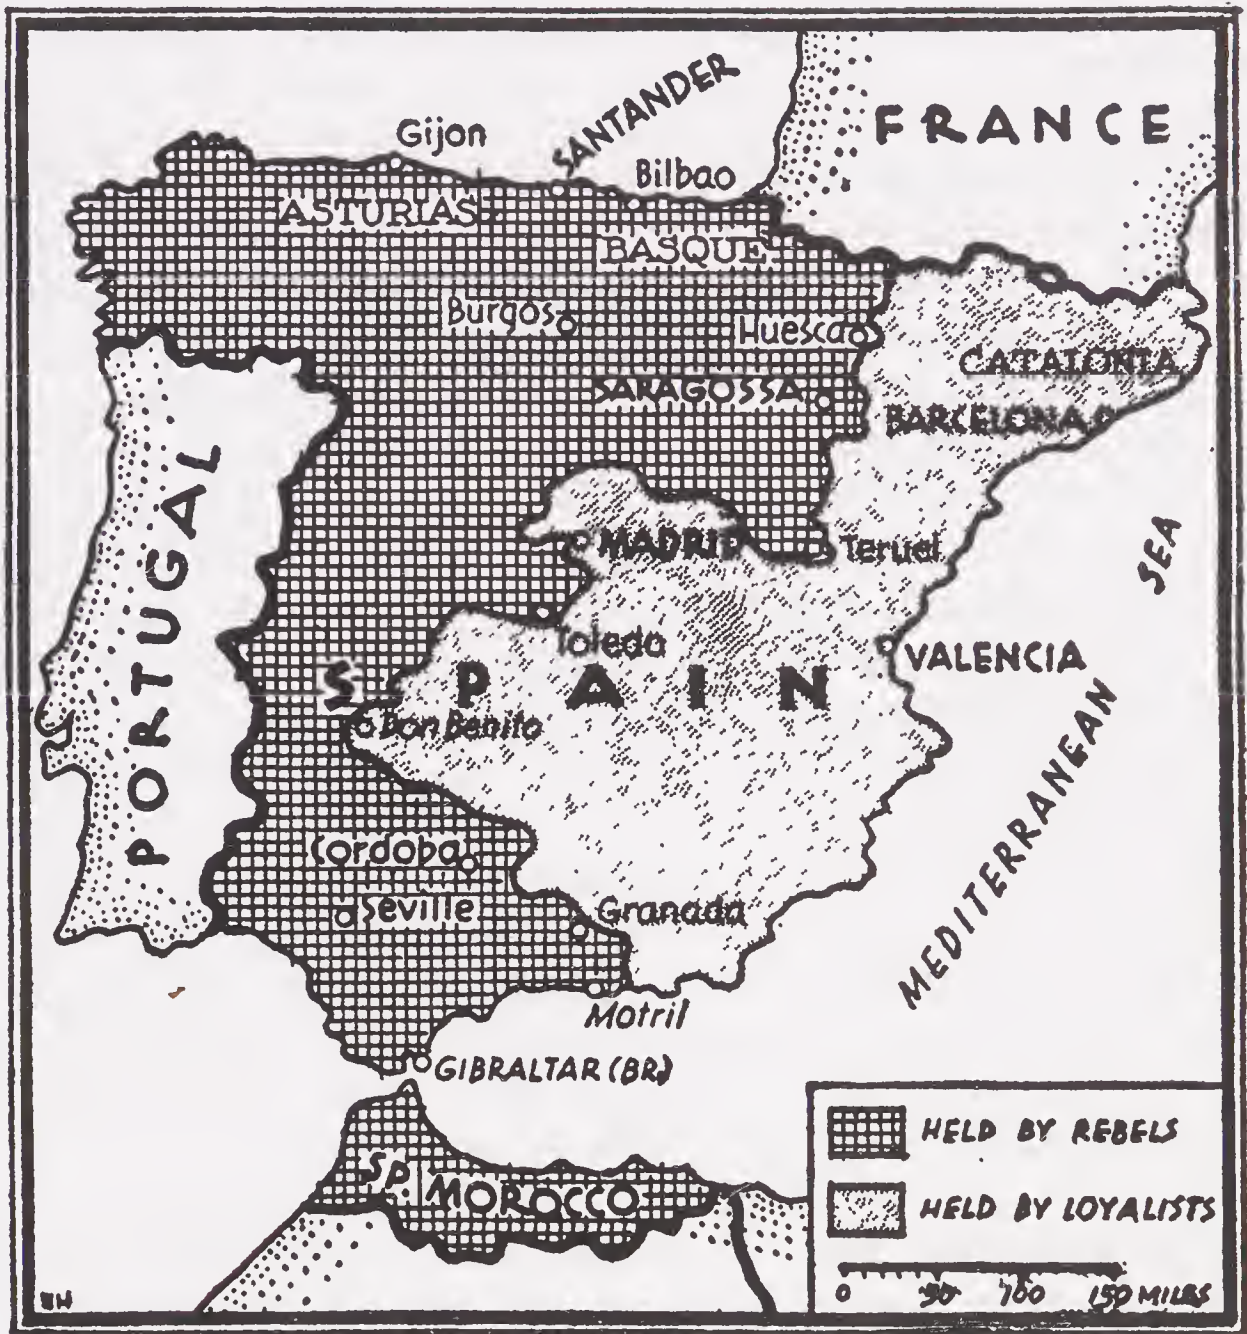 FRANCE
SANTANDER
Gijon
Bilbao
ASTURIAS
BASQUE
Burgos
Huesca
CATALONIA
SARAGOSSA
BARCELONA
PORTUGAL
MADRID
Teruel
SEA
Toledo
VALENCIA
SPAIN
Don Benito
MEDITERRANEAN
Cordoba
Seville
Granada
Motril
GIBRALTAR (BR)
Sp. MOROCCO
HELD BY REBELS
HELD BY LOYALISTS
0 50 100 150 MILES
EH